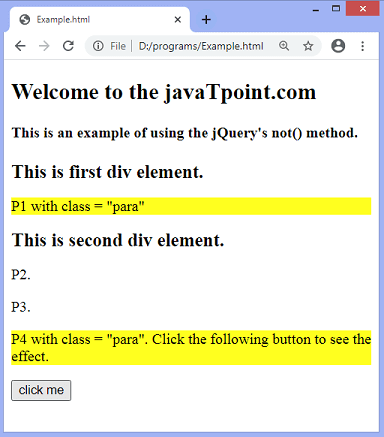 Example.html
File | D:/programs/Example.html
Welcome to the javaTpoint.com
This is an example of using the jQuery's not() method.
This is first div element.
P1 with class = "para"
This is second div element.
P2.
P3.
P4 with class = "para". Click the following button to see the
effect.
click me